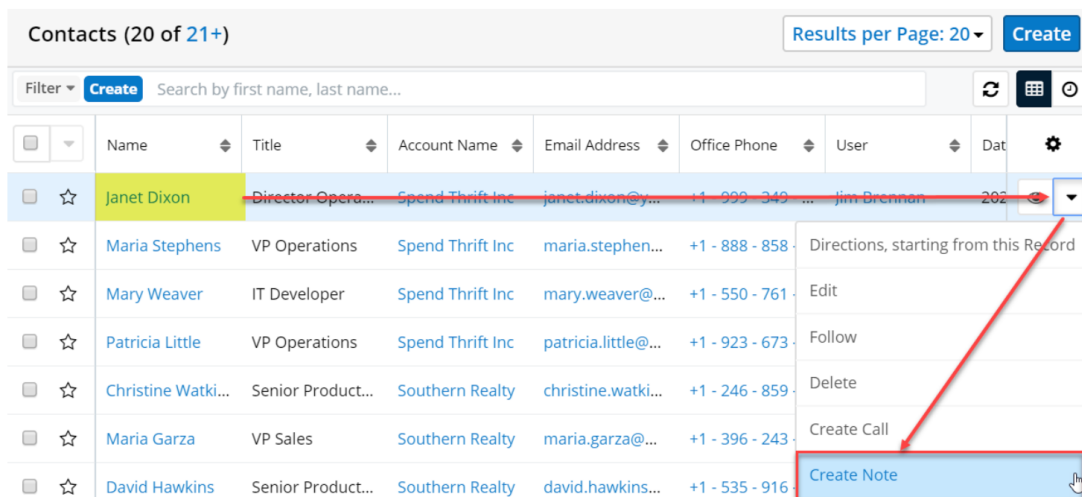 Contacts (20 of 21+) Results per Page: 20 Create
Filter Create Search by first name, last name...
Name Title Account Name Email Address Office Phone User Dat
Janet Dixon Director Opera... Spend Thrift Inc janet.dixon@y... +1 - 999 - 349 - ... Jim Brennan 202
Maria Stephens VP Operations Spend Thrift Inc maria.stephen... +1 - 888 - 858 - Directions, starting from this Record
Mary Weaver IT Developer Spend Thrift Inc mary.weaver@... +1 - 550 - 761 - Edit
Patricia Little VP Operations Spend Thrift Inc patricia.little@... +1 - 923 - 673 - Follow
Delete
Christine Watki... Senior Product... Southern Realty christine.watki... +1 - 246 - 859 -
Maria Garza VP Sales Southern Realty maria.garza@... +1 - 396 - 243 - Create Call
David Hawkins Senior Product... Southern Realty david.hawkins... +1 - 535 - 916 - Create Note